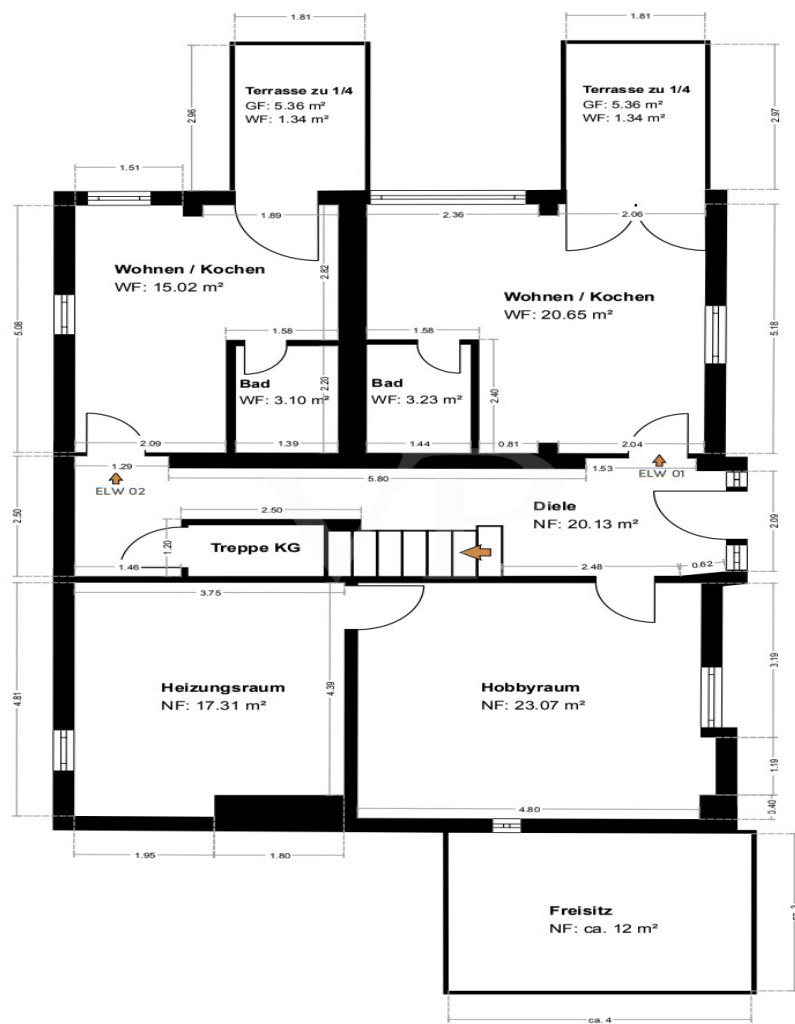 1.81
1.81
Terrasse zu 1/4
GF: 5.36 m²
WF: 1.34 m²
Terrasse zu 1/4
GF: 5.36 m²
WF: 1.34 m²
2.96
2.97
1.51
1.89
2.36
2.06
Wohnen / Kochen
WF: 15.02 m²
2.82
Wohnen / Kochen
WF: 20.65 m²
5.08
5.18
1.58
1.58
Bad
WF: 3.10 m²
2.20
Bad
WF: 3.23 m²
2.40
2.09
1.39
1.44
0.81
2.04
1.29
ELW 02
5.80
1.53
ELW 01
VP
2.50
2.50
Diele
NF: 20.13 m²
2.09
1.20
Treppe KG
1.46
2.48
0.62
3.75
4.81
4.39
Heizungsraum
NF: 17.31 m²
Hobbyraum
NF: 23.07 m²
3.19
1.19
0.40
4.80
1.95
1.80
Freisitz
NF: ca. 12 m²
ca. 4